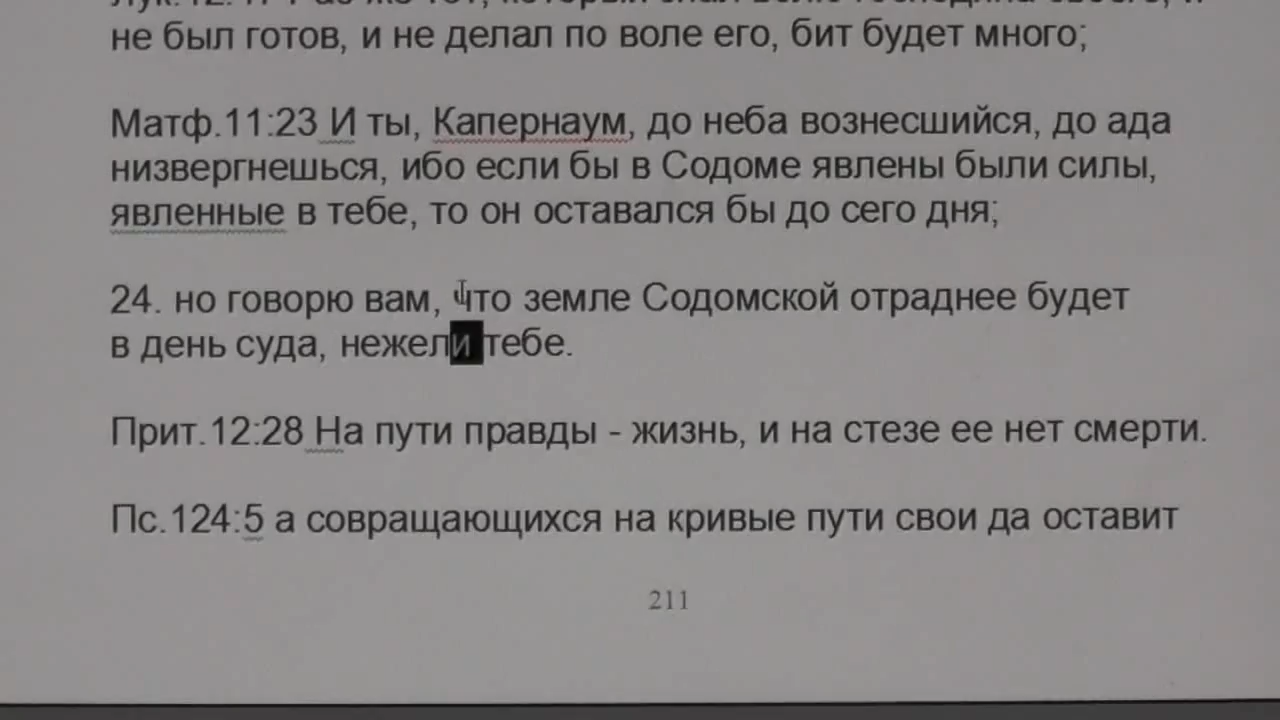 не был готов, и не делал по воле его, бит будет много;
Матф.11:23 И ты, Капернаум, до неба вознесшийся, до ада
низвергнешься, ибо если бы в Содоме явлены были силы,
явленные в тебе, то он оставался бы до сего дня;
24. но говорю вам, что земле Содомской отраднее будет
в день суда, нежели тебе.
Прит.12:28 На пути правды - жизнь, и на стезе ее нет смерти.
Пс.124:5 а совращающихся на кривые пути свои да оставит
211